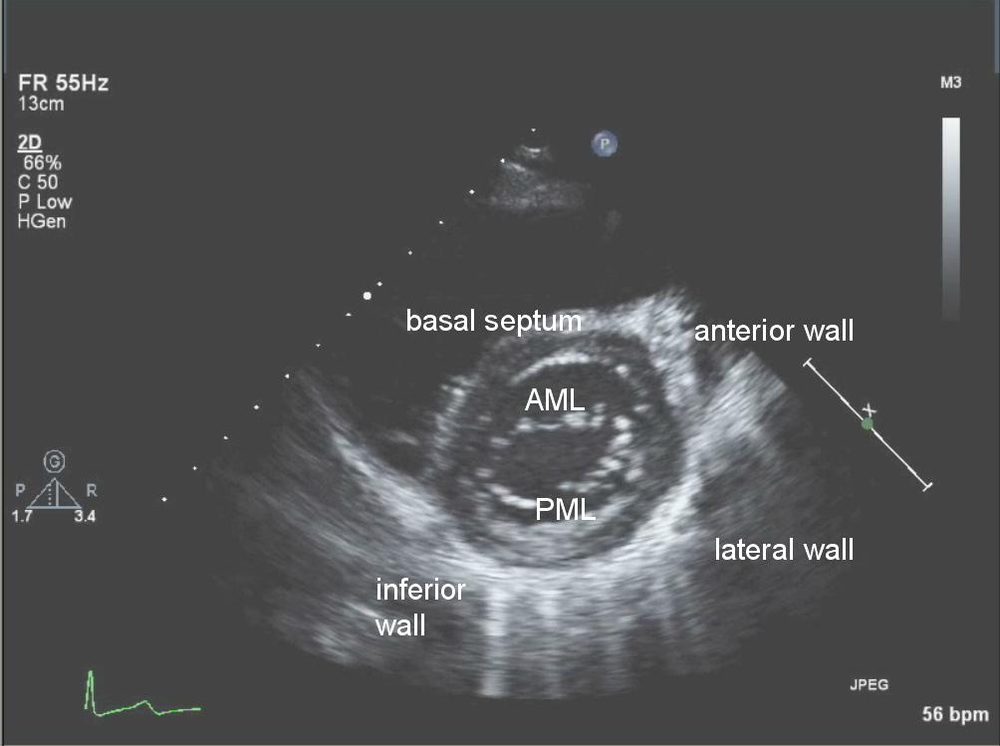 FR 55Hz
13cm
2D
66%
C 50
P Low
HGen
M3
P
basal septum
anterior wall
AML
x
G
P R
1.7 3.4
PML
lateral wall
inferior
wall
JPEG
56 bpm